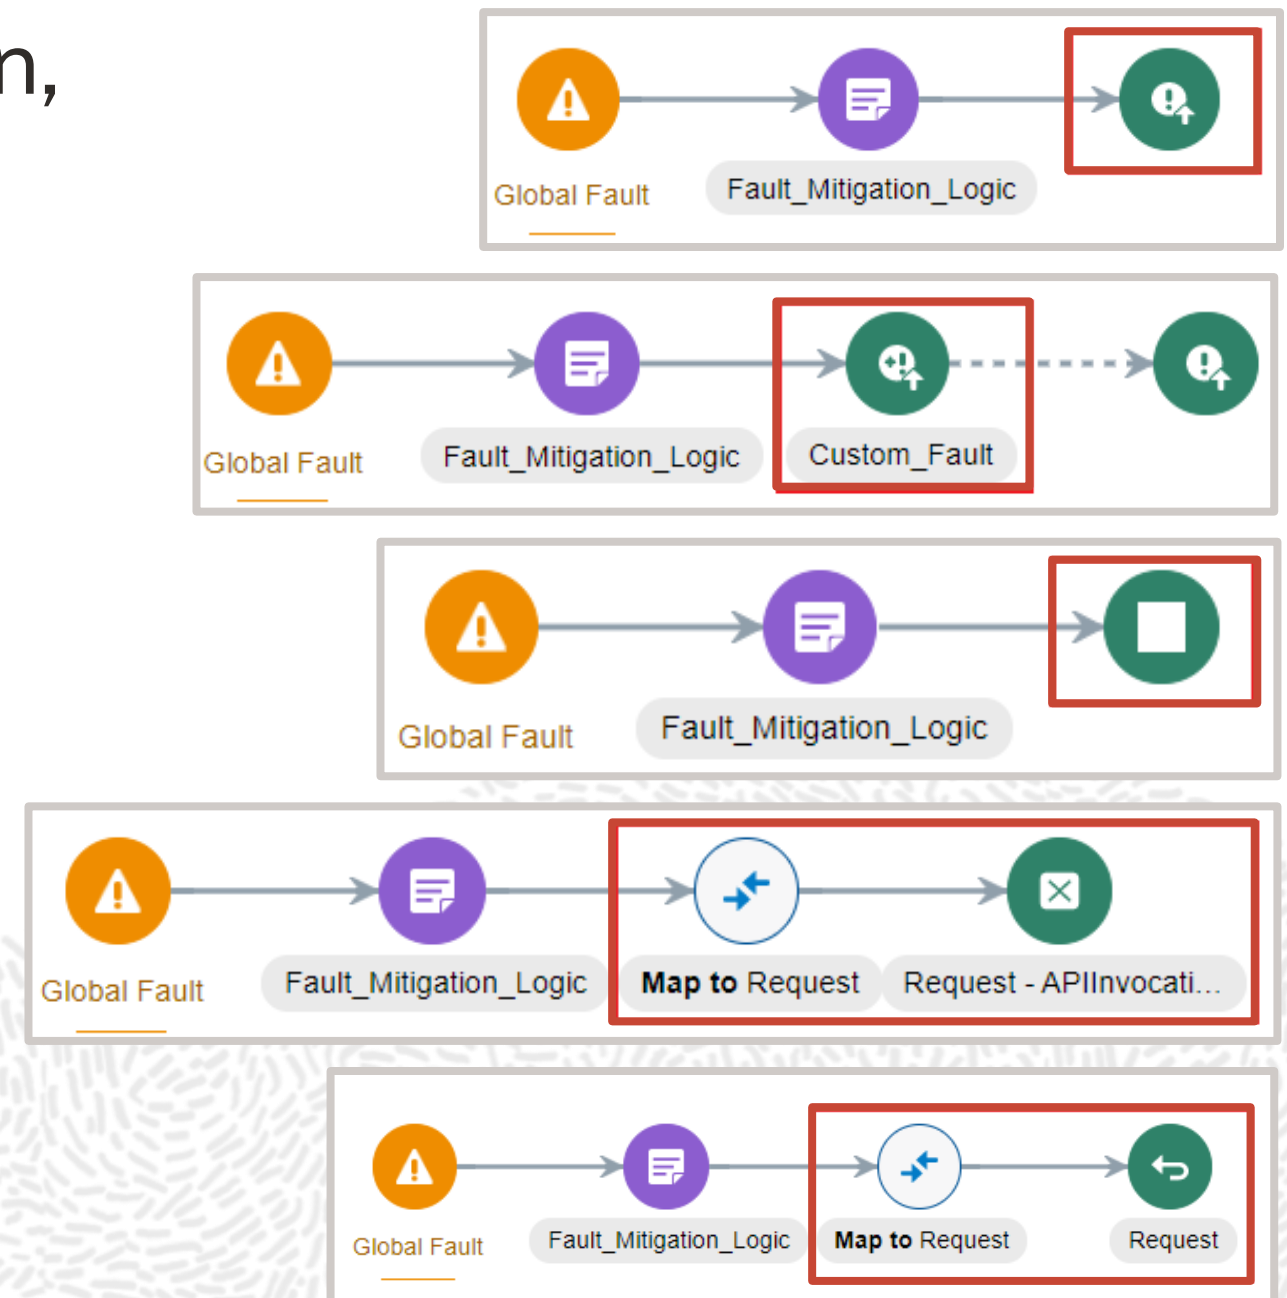 n,
Global Fault
Fault_Mitigation_Logic
Global Fault
Fault_Mitigation_Logic
Custom_Fault
Global Fault
Fault_Mitigation_Logic
Global Fault
Fault_Mitigation_Logic
Map to Request
Request - APIInvocati...
Global Fault
Fault_Mitigation_Logic
Map to Request
Request